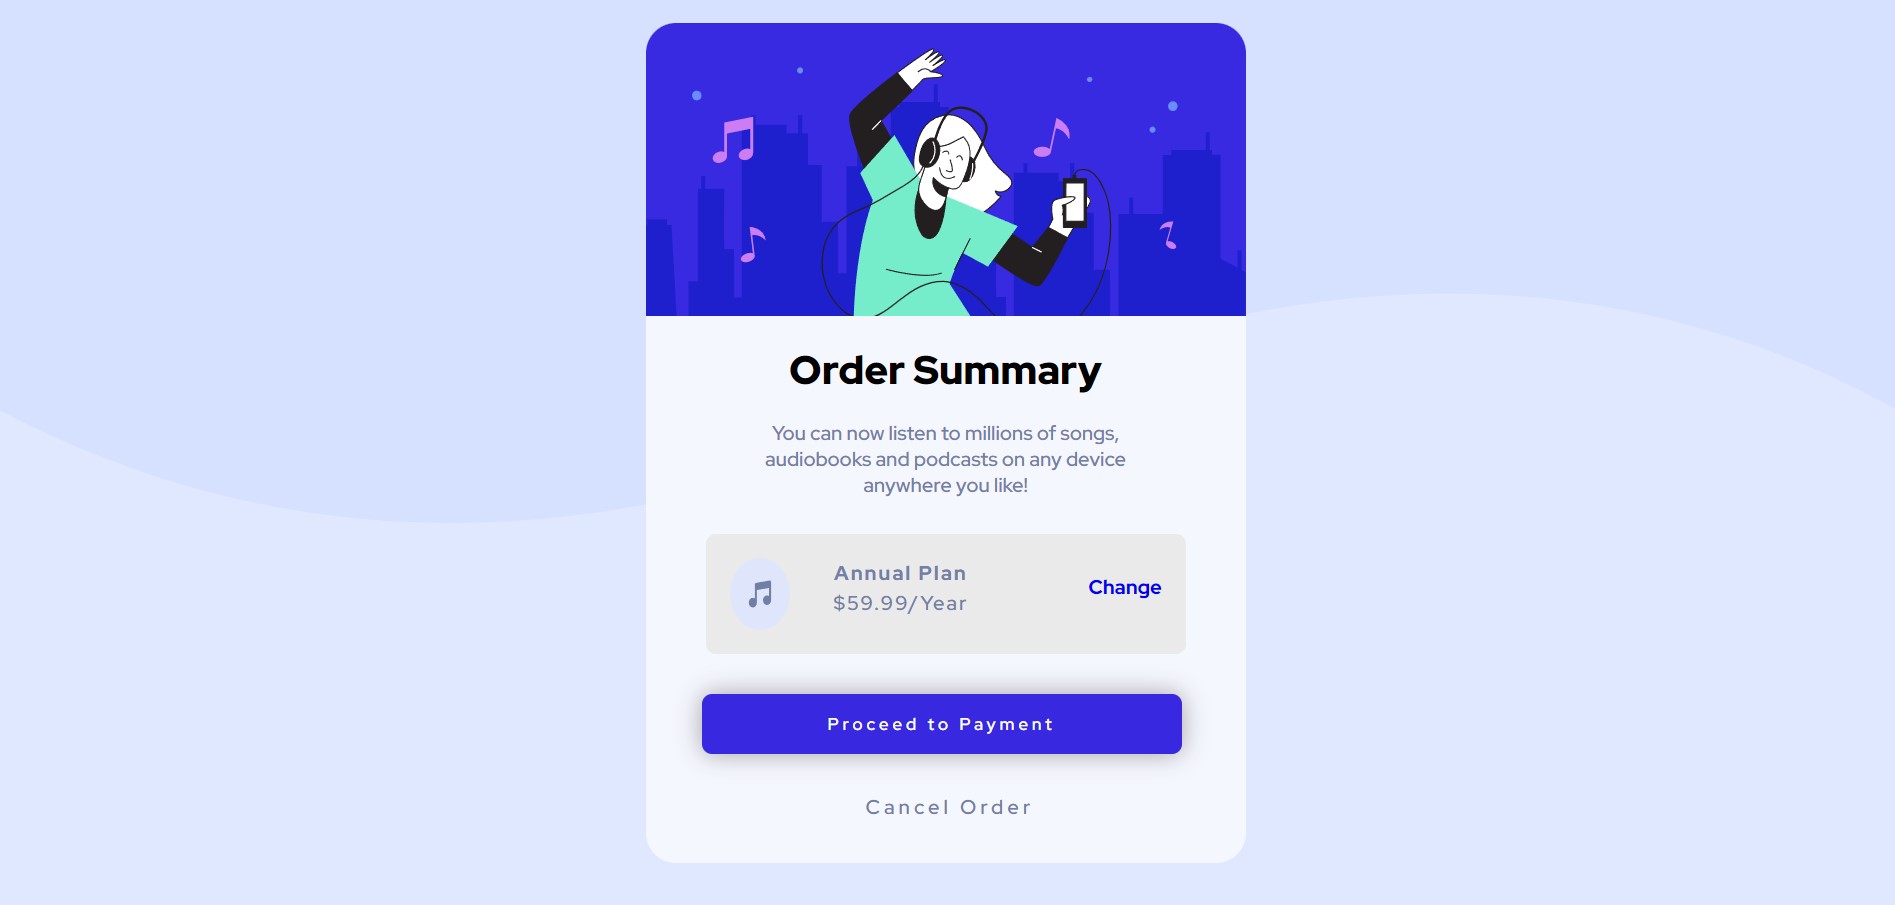 Order Summary
You can now listen to millions of songs,
audiobooks and podcasts on any device
anywhere you like!
Annual Plan
$59.99/Year
Change
Proceed to Payment
Cancel Order